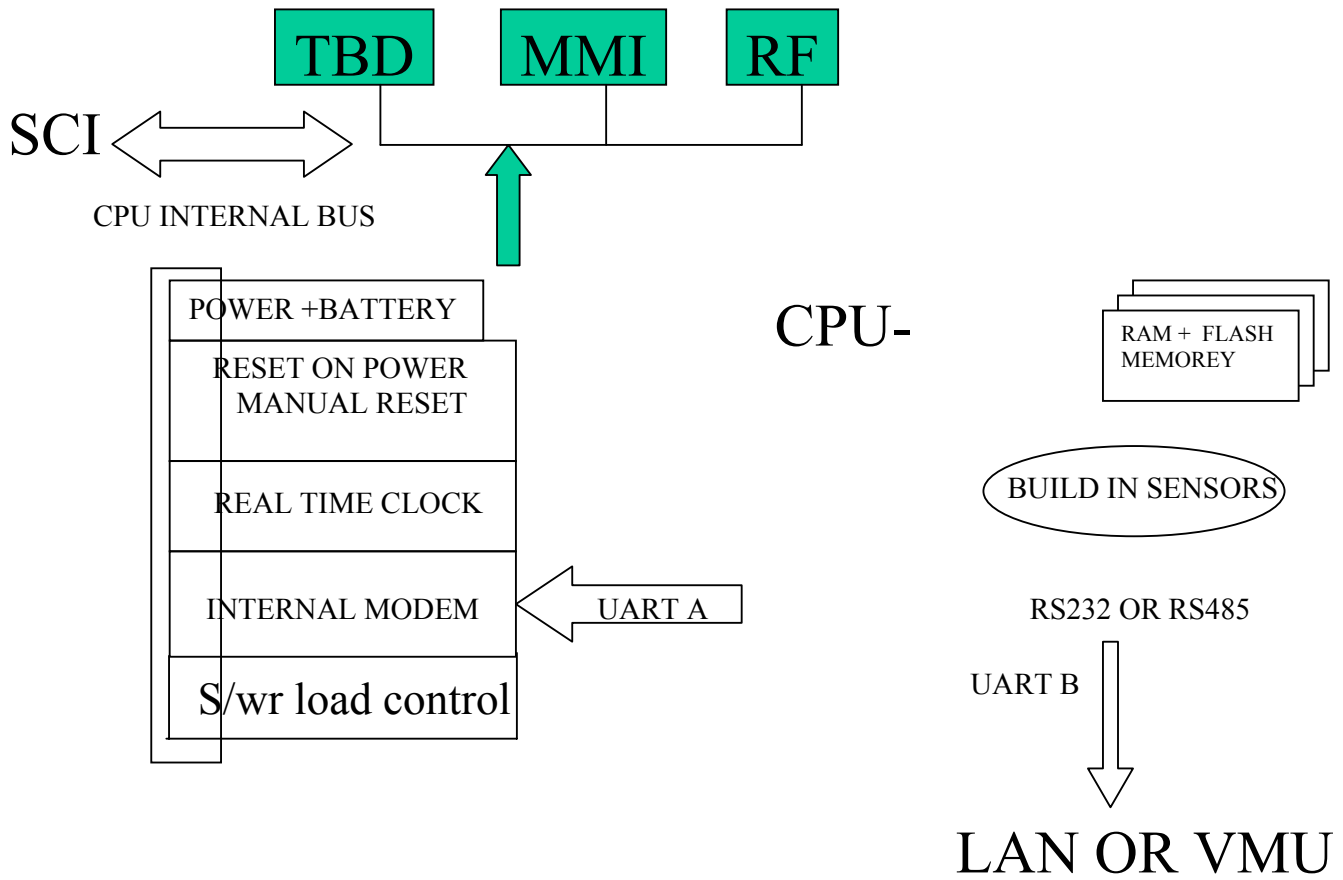 TBD MMI RF
SCI
CPU INTERNAL BUS
POWER +BATTERY
RESET ON POWER
MANUAL RESET
REAL TIME CLOCK
INTERNAL MODEM
S/wr load control
UART A
CPU-
RAM + FLASH
MEMOREY
BUILD IN SENSORS
RS232 OR RS485
UART B
LAN OR VMU